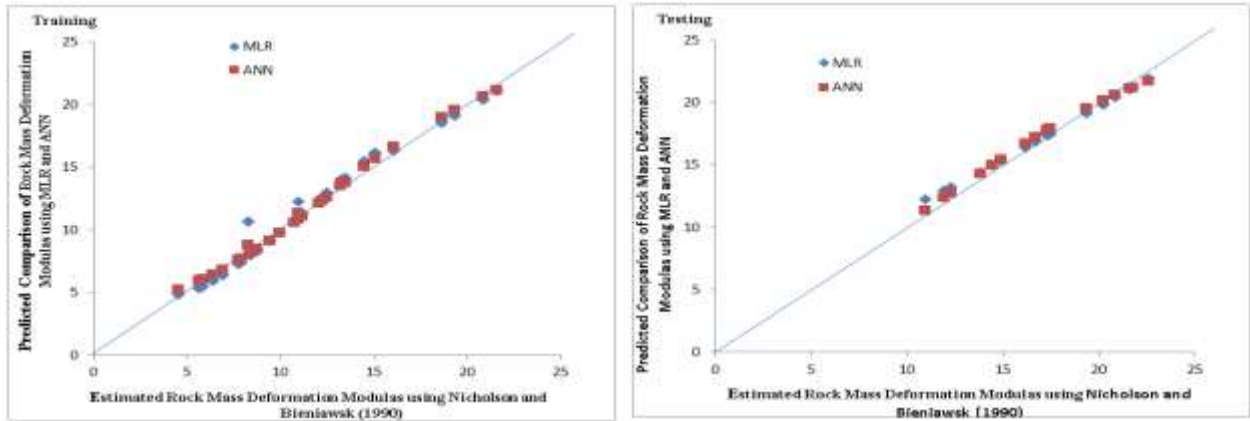 Training
MLR
ANN
25
20
15
10
5
0
0 5 10 15 20 25
Predicted Comparison of Rock Mass Deformation
Modulas using MLR and ANN
Estimated Rock Mass Deformation Modulas using Nicholson and
Bieniawsk (1990)
Testing
MLR
ANN
25
20
15
10
5
0
0 5 10 15 20 25
Predicted Comparison of Rock Mass Deformation
Modulas using MLR and ANN
Estimated Rock Mass Deformation Modulas using Nicholson and
Bieniawsk (1990)